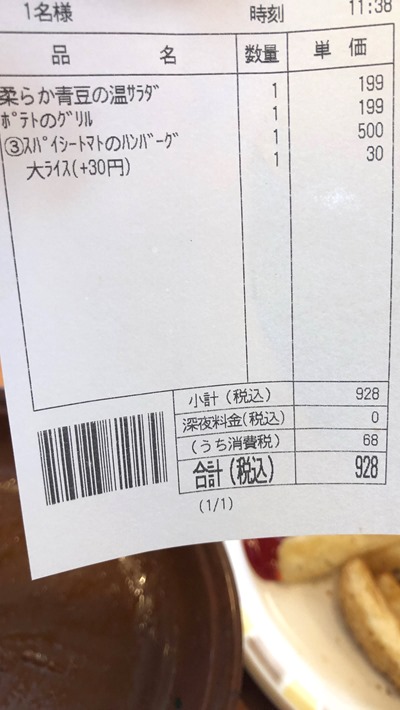 1名様 時刻 11:38
品 名 数量 単価
柔らか青豆の温ｻﾗﾀﾞ 1 199
ﾎﾟﾃﾄのｸﾞﾘﾙ 1 199
③ｽﾊﾟｲｼｰﾄﾏﾄのﾊﾝﾊﾞｰｸﾞ 1 500
大ﾗｲｽ(+30円) 1 30
小計(税込) 928
深夜料金(税込) 0
(うち消費税) 68
合計(税込) 928
(1/1)